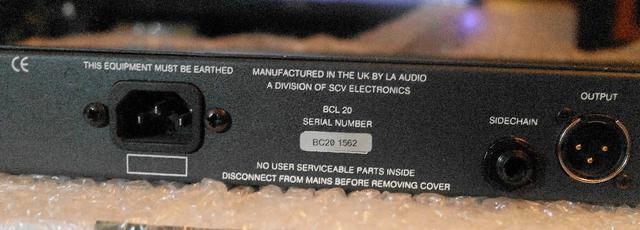 CE
THIS EQUIPMENT MUST BE EARTHED
MANUFACTURED IN THE UK BY LA AUDIO
A DIVISION OF SCV ELECTRONICS
BCL 20
SERIAL NUMBER
BC20 1562
NO USER SERVICEABLE PARTS INSIDE
DISCONNECT FROM MAINS BEFORE REMOVING COVER
SIDECHAIN
OUTPUT